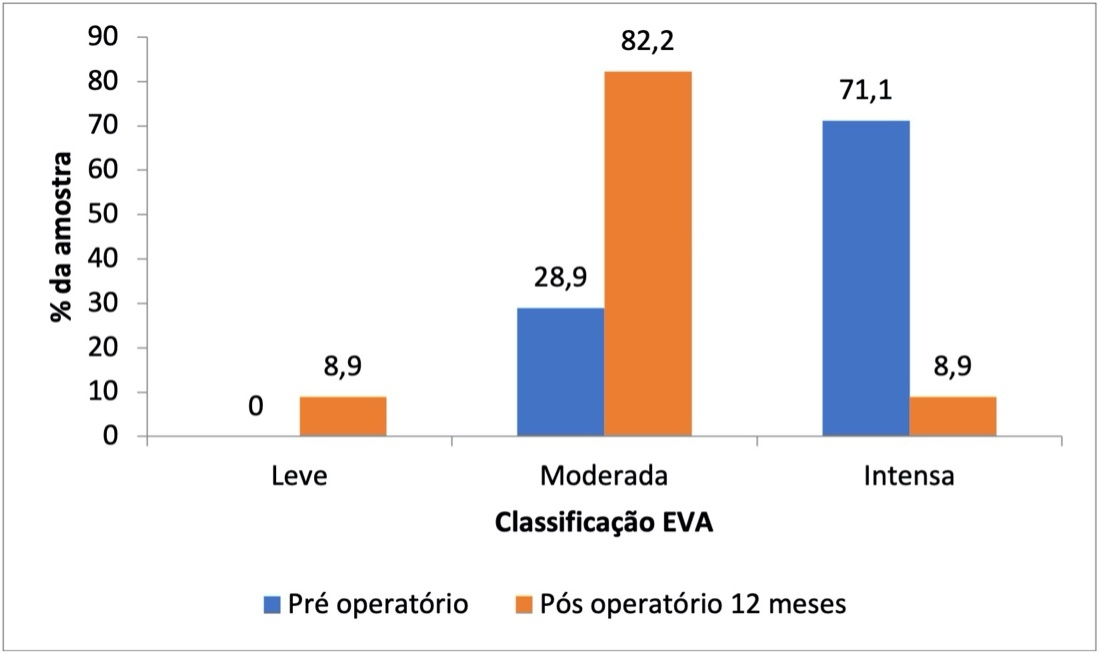 90
80
70
60
50
40
30
20
10
0
% da amostra
0
8,9
28,9
82,2
71,1
8,9
Leve
Moderada
Intensa
Classificação EVA
Pré operatório
Pós operatório 12 meses